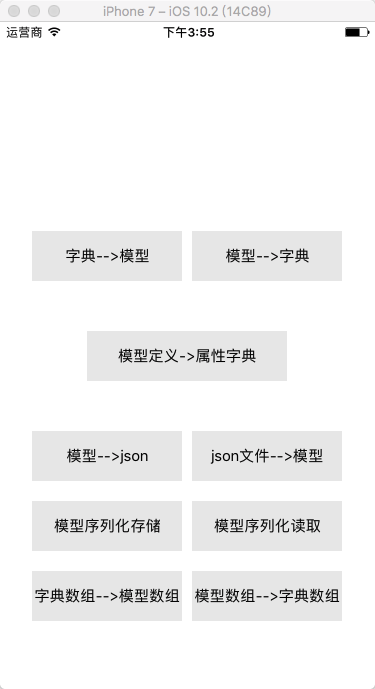 iPhone 7 – iOS 10.2 (14C89)
运营商 下午3:55
字典-->模型 模型-->字典
模型定义->属性字典
模型-->json json文件-->模型
模型序列化存储 模型序列化读取
字典数组-->模型数组 模型数组-->字典数组